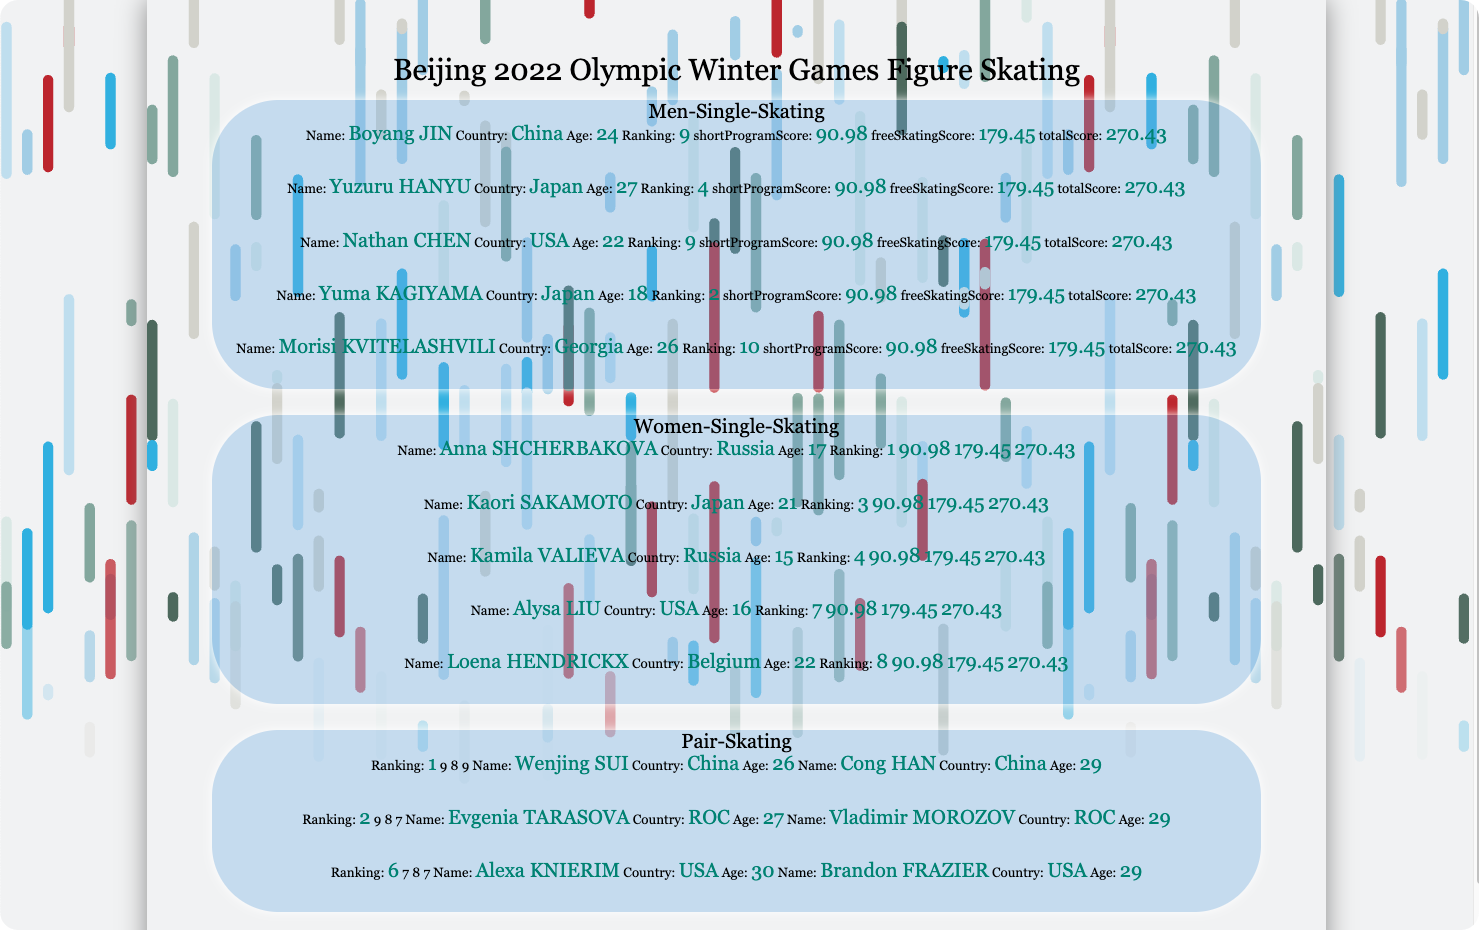 Beijing 2022 Olympic Winter Games Figure Skating
Men-Single-Skating
Name: Boyang JIN Country: China Age: 24 Ranking: 9 shortProgramScore: 90.98 freeSkatingScore: 179.45 totalScore: 270.43
Name: Yuzuru HANYU Country: Japan Age: 27 Ranking: 4 shortProgramScore: 90.98 freeSkatingScore: 179.45 totalScore: 270.43
Name: Nathan CHEN Country: USA Age: 22 Ranking: 9 shortProgramScore: 90.98 freeSkatingScore: 179.45 totalScore: 270.43
Name: Yuma KAGIYAMA Country: Japan Age: 18 Ranking: 2 shortProgramScore: 90.98 freeSkatingScore: 179.45 totalScore: 270.43
Name: Morisi KVITELASHVILI Country: Georgia Age: 26 Ranking: 10 shortProgramScore: 90.98 freeSkatingScore: 179.45 totalScore: 270.43
Women-Single-Skating
Name: Anna SHCHERBAKOVA Country: Russia Age: 17 Ranking: 1 90.98 179.45 270.43
Name: Kaori SAKAMOTO Country: Japan Age: 21 Ranking: 3 90.98 179.45 270.43
Name: Kamila VALIEVA Country: Russia Age: 15 Ranking: 4 90.98 179.45 270.43
Name: Alysa LIU Country: USA Age: 16 Ranking: 7 90.98 179.45 270.43
Name: Loena HENDRICKX Country: Belgium Age: 22 Ranking: 8 90.98 179.45 270.43
Pair-Skating
Ranking: 1 9 8 9 Name: Wenjing SUI Country: China Age: 26 Name: Cong HAN Country: China Age: 29
Ranking: 2 9 8 7 Name: Evgenia TARASOVA Country: ROC Age: 27 Name: Vladimir MOROZOV Country: ROC Age: 29
Ranking: 6 7 8 7 Name: Alexa KNIERIM Country: USA Age: 30 Name: Brandon FRAZIER Country: USA Age: 29